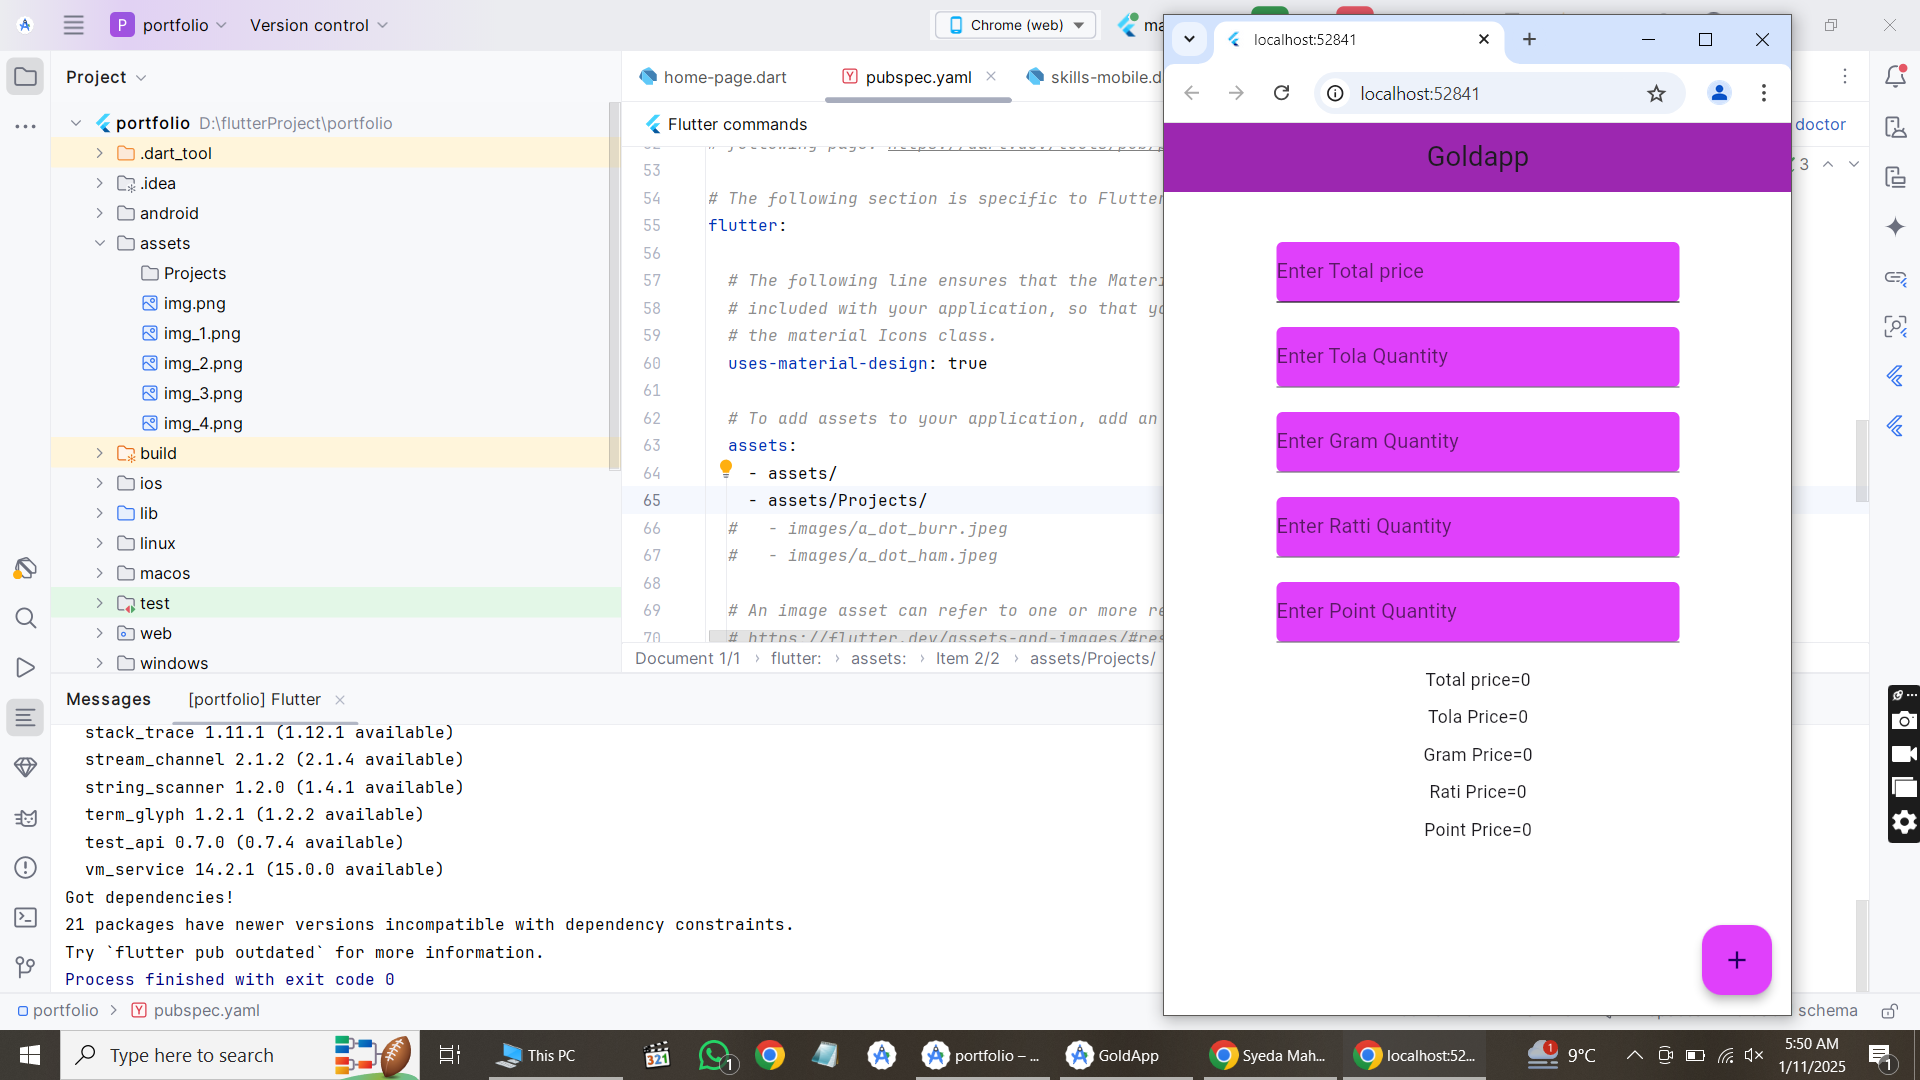 P portfolio
Version control
Chrome (web)
Project
portfolio D:\flutterProject\portfolio
.dart_tool
.idea
android
assets
Projects
img.png
img_1.png
img_2.png
img_3.png
img_4.png
build
ios
lib
linux
macos
test
web
windows
home-page.dart
pubspec.yaml
skills-mobile.d
Flutter commands
doctor
3
53
54 # The following section is specific to Flutter
55 flutter:
56
57 # The following line ensures that the Materi
58 # included with your application, so that yo
59 # the material Icons class.
60 uses-material-design: true
61
62 # To add assets to your application, add an
63 assets:
64 - assets/
65 - assets/Projects/
66 # - images/a_dot_burr.jpeg
67 # - images/a_dot_ham.jpeg
68
69 # An image asset can refer to one or more re
70 # https://flutter.dev/assets-and-images/#res
Document 1/1 › flutter: › assets: › Item 2/2 › assets/Projects/
Messages
[portfolio] Flutter
stack_trace 1.11.1 (1.12.1 available)
stream_channel 2.1.2 (2.1.4 available)
string_scanner 1.2.0 (1.4.1 available)
term_glyph 1.2.1 (1.2.2 available)
test_api 0.7.0 (0.7.4 available)
vm_service 14.2.1 (15.0.0 available)
Got dependencies!
21 packages have newer versions incompatible with dependency constraints.
Try `flutter pub outdated` for more information.
Process finished with exit code 0
portfolio > pubspec.yaml
schema
localhost:52841
localhost:52841
Goldapp
Enter Total price
Enter Tola Quantity
Enter Gram Quantity
Enter Ratti Quantity
Enter Point Quantity
Total price=0
Tola Price=0
Gram Price=0
Rati Price=0
Point Price=0
+
Type here to search
This PC
321
1
portfolio – ...
GoldApp
Syeda Mah...
localhost:52...
1
9°C
5:50 AM
1/11/2025
1